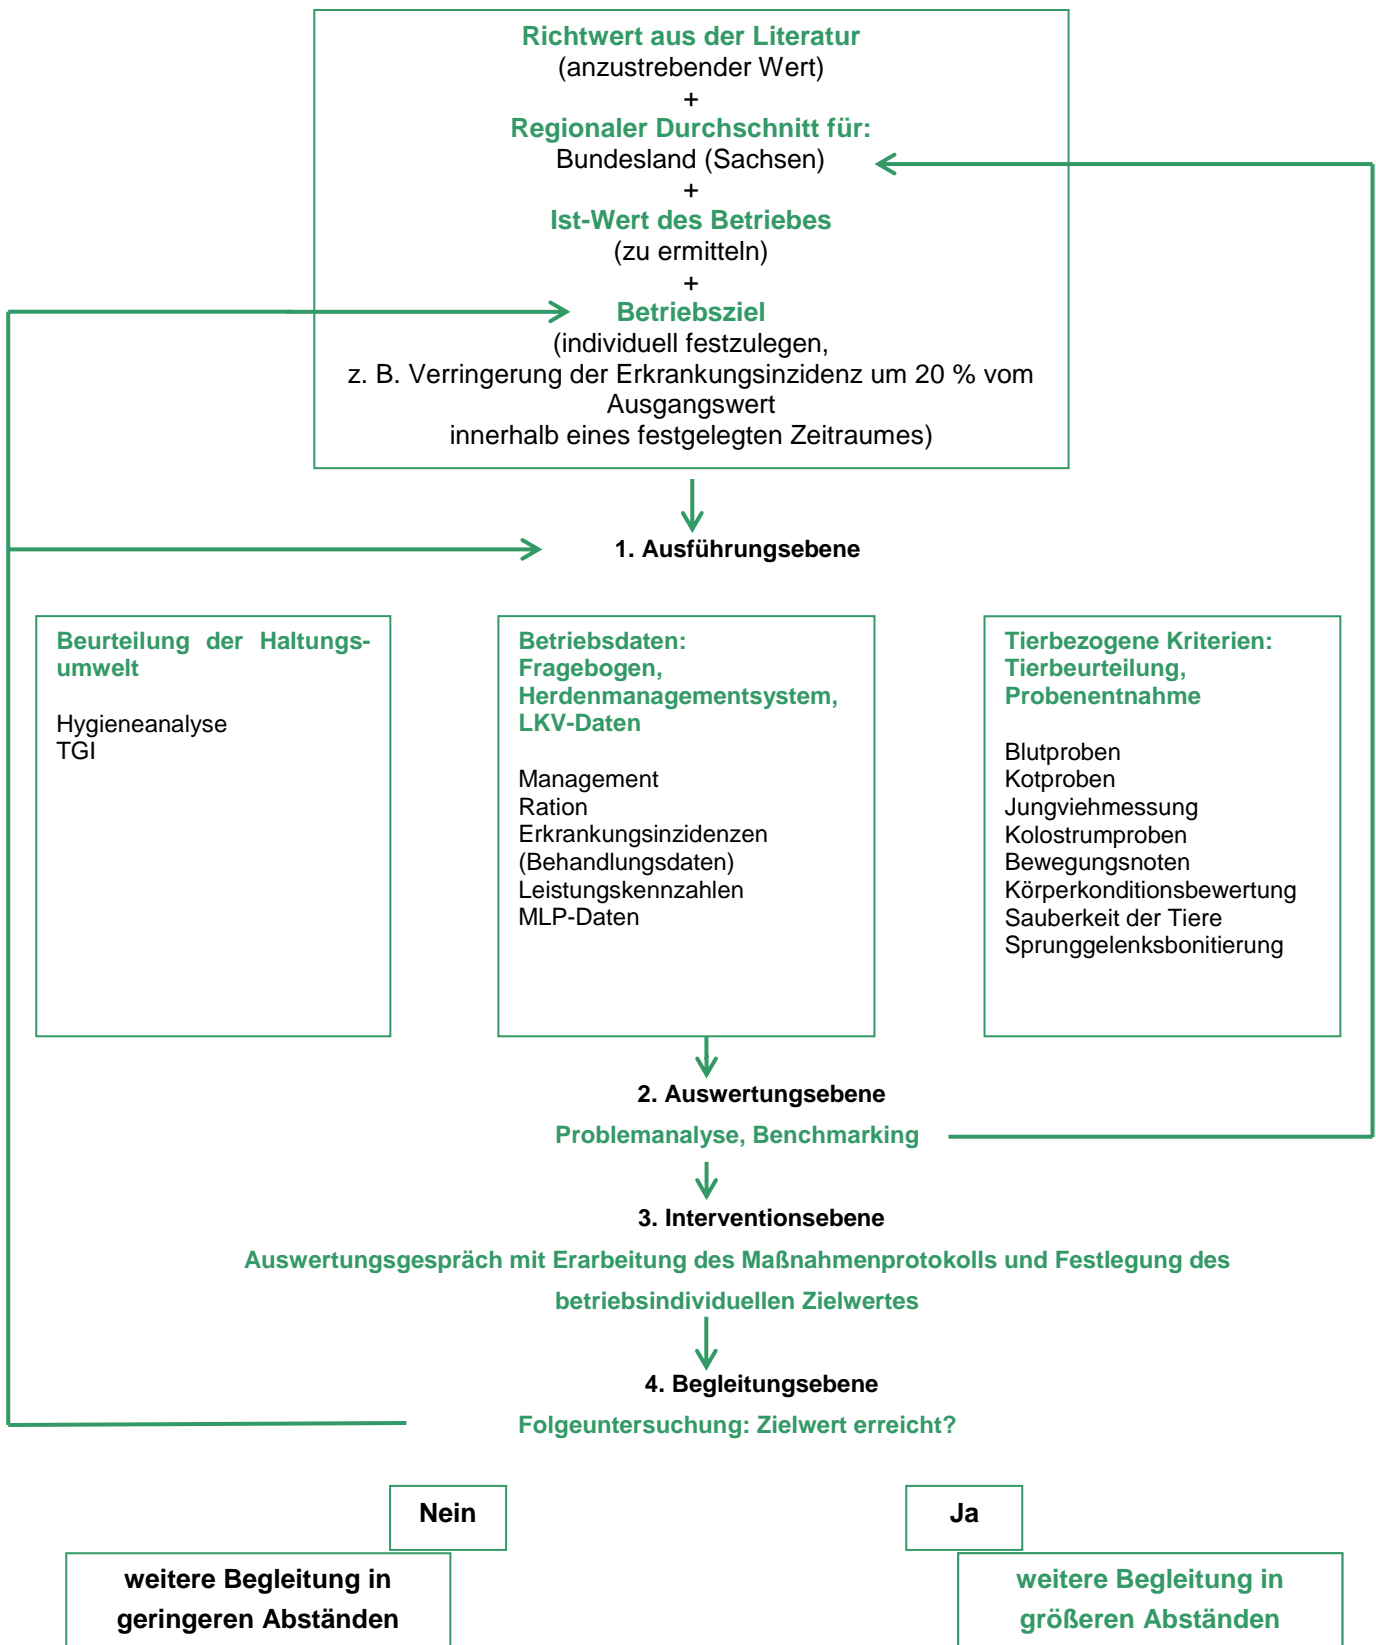 Richtwert aus der Literatur
(anzustrebender Wert)
+
Regionaler Durchschnitt für:
Bundesland (Sachsen)
+
Ist-Wert des Betriebes
(zu ermitteln)
+
Betriebsziel
(individuell festzulegen,
z. B. Verringerung der Erkrankungsinzidenz um 20 % vom
Ausgangswert
innerhalb eines festgelegten Zeitraumes)
1. Ausführungsebene
Beurteilung der Haltungs-
umwelt
Hygieneanalyse
TGI
Betriebsdaten:
Fragebogen,
Herdenmanagementsystem,
LKV-Daten
Management
Ration
Erkrankungsinzidenzen
(Behandlungsdaten)
Leistungskennzahlen
MLP-Daten
Tierbezogene Kriterien:
Tierbeurteilung,
Probenentnahme
Blutproben
Kotproben
Jungviehmessung
Kolostrumproben
Bewegungsnoten
Körperkonditionsbewertung
Sauberkeit der Tiere
Sprunggelenksbonitierung
2. Auswertungsebene
Problemanalyse, Benchmarking
3. Interventionsebene
Auswertungsgespräch mit Erarbeitung des Maßnahmenprotokolls und Festlegung des
betriebsindividuellen Zielwertes
4. Begleitungsebene
Folgeuntersuchung: Zielwert erreicht?
Nein
weitere Begleitung in
geringeren Abständen
Ja
weitere Begleitung in
größeren Abständen